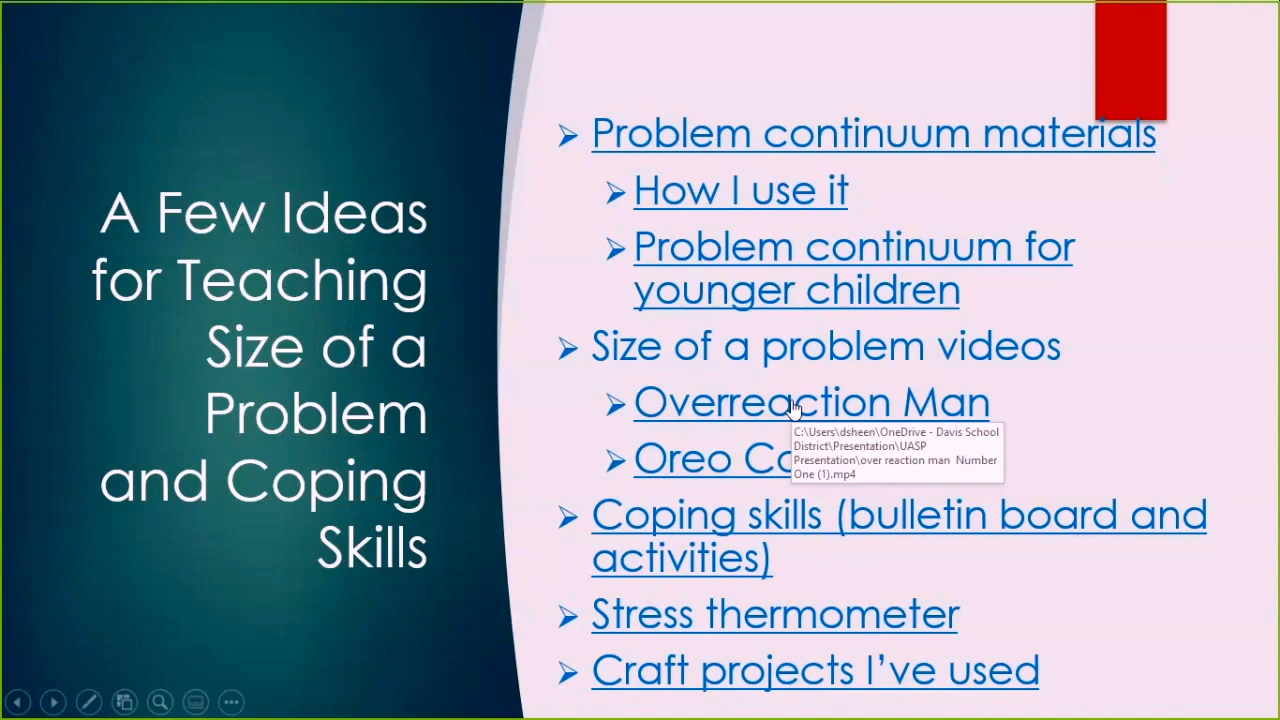 A Few Ideas
for Teaching
Size of a
Problem
and Coping
Skills
Problem continuum materials
How I use it
Problem continuum for
younger children
Size of a problem videos
Overreaction Man
Oreo
C:\Users\dsheen\OneDrive - Davis School
District\Presentation\UASP
Presentation\over reaction man Number
One (1).mp4
Coping skills (bulletin board and
activities)
Stress thermometer
Craft projects I’ve used